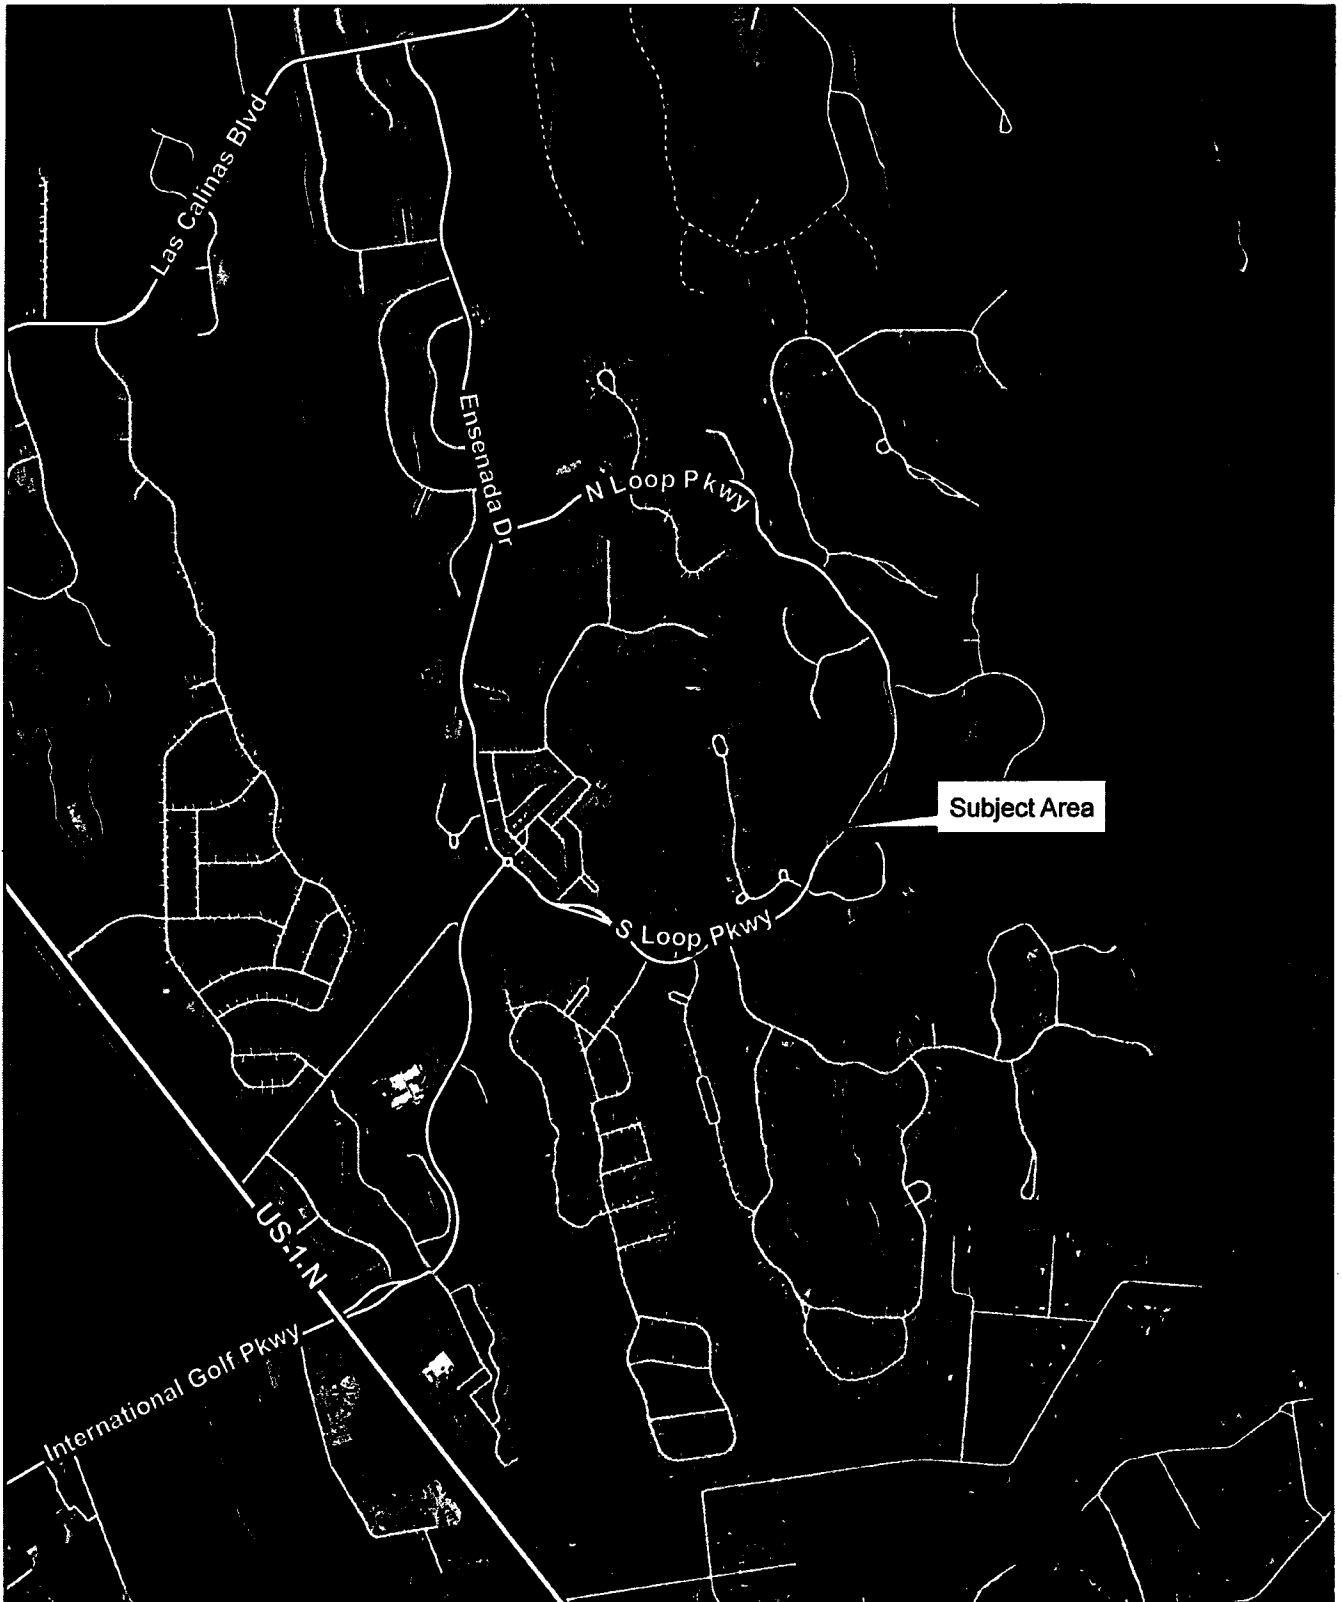 Las Calinas Blvd
Ensenada Dr
N Loop Pkwy
Subject Area
S Loop Pkwy
US 1 N
International Golf Pkwy